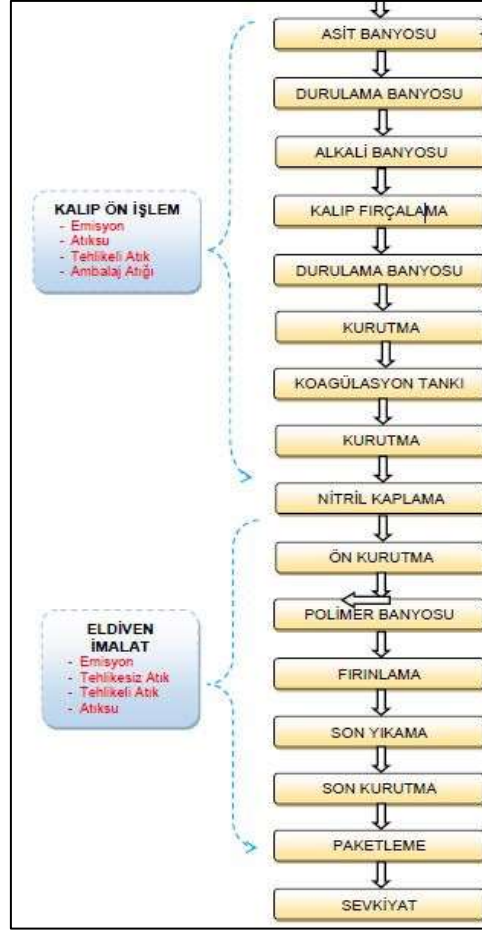 ASİT BANYOSU
DURULAMA BANYOSU
ALKALİ BANYOSU
KALIP FIRÇALAMA
DURULAMA BANYOSU
KURUTMA
KOAGÜLASYON TANKI
KURUTMA
NİTRİL KAPLAMA
KALIP ÖN İŞLEM
- Emisyon
- Atıksu
- Tehlikeli Atık
- Ambalaj Atığı
ÖN KURUTMA
POLİMER BANYOSU
FIRINLAMA
SON YIKAMA
SON KURUTMA
PAKETLEME
SEVKİYAT
ELDİVEN
İMALAT
- Emisyon
- Tehlikesiz Atık
- Tehlikeli Atık
- Atıksu